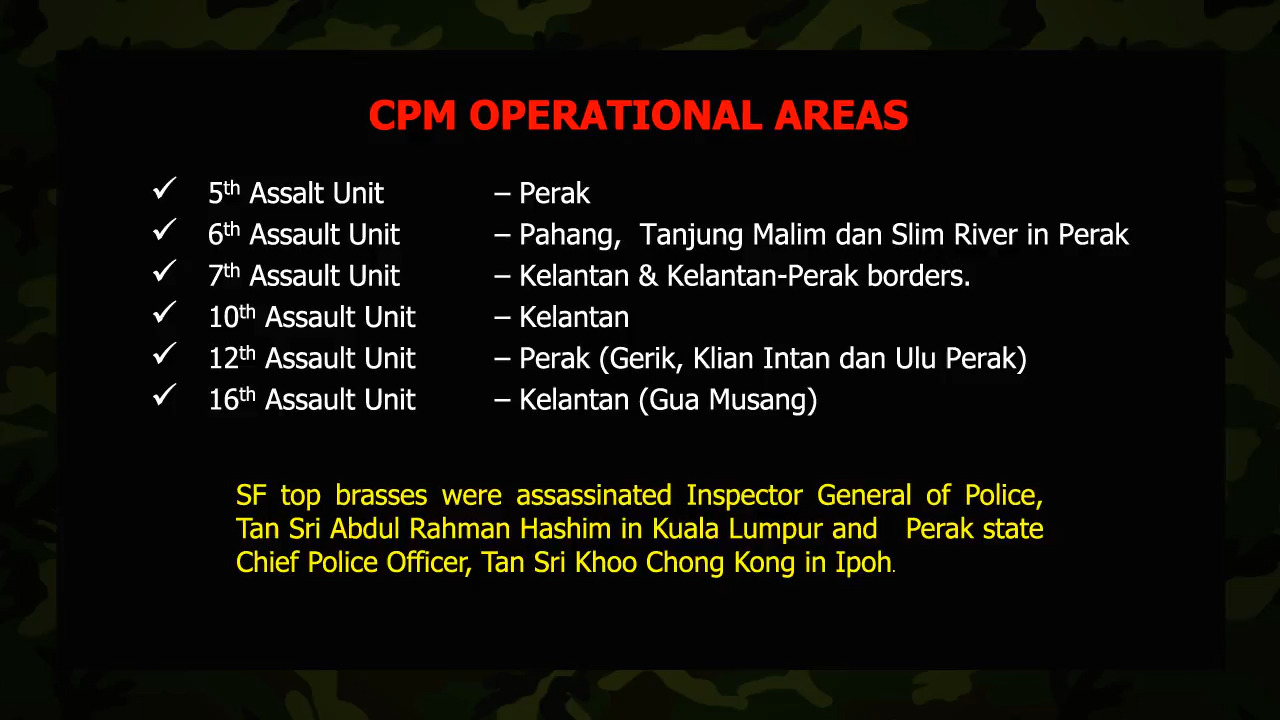 CPM OPERATIONAL AREAS
✓ 5th Assalt Unit – Perak
✓ 6th Assault Unit – Pahang, Tanjung Malim dan Slim River in Perak
✓ 7th Assault Unit – Kelantan & Kelantan-Perak borders.
✓ 10th Assault Unit – Kelantan
✓ 12th Assault Unit – Perak (Gerik, Klian Intan dan Ulu Perak)
✓ 16th Assault Unit – Kelantan (Gua Musang)
SF top brasses were assassinated Inspector General of Police,
Tan Sri Abdul Rahman Hashim in Kuala Lumpur and Perak state
Chief Police Officer, Tan Sri Khoo Chong Kong in Ipoh.